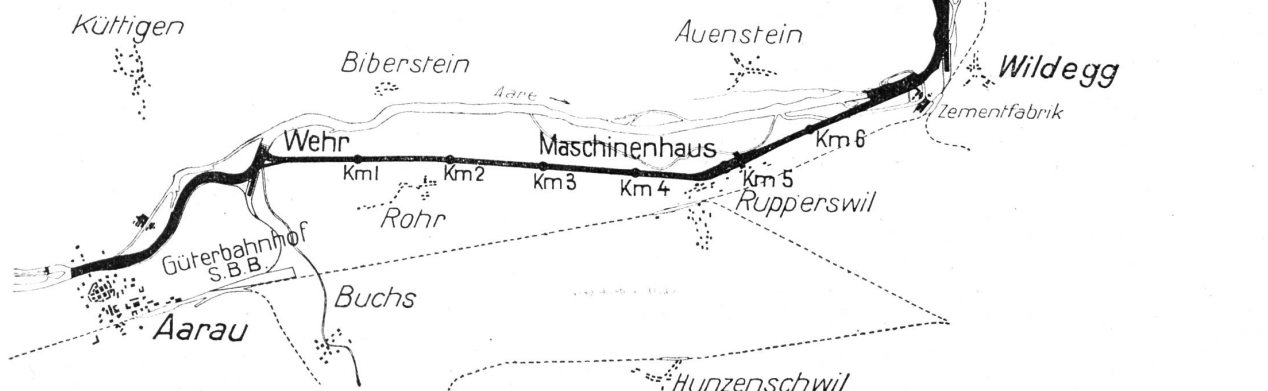 Küttigen
Biberstein
Auenstein
Wildegg
Aare
Zementfabrik
Wehr
Maschinenhaus
Km 6
Km 1
Km 2
Km 3
Km 4
Km 5
Rohr
Rupperswil
Güterbahnhof
S.B.B.
Buchs
Aarau
Hunzenschwil